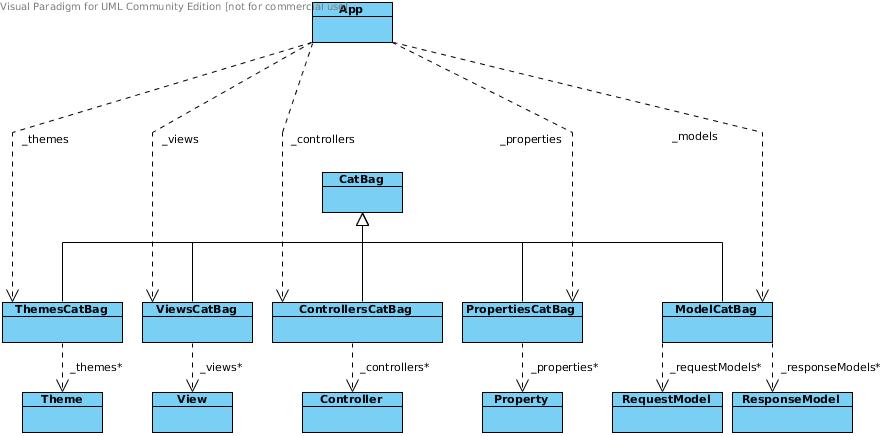 Visual Paradigm for UML Community Edition [not for commercial use]
App
_themes
_views
_controllers
_properties
_models
CatBag
ThemesCatBag
ViewsCatBag
ControllersCatBag
PropertiesCatBag
ModelCatBag
_themes*
_views*
_controllers*
_properties*
_requestModels*
_responseModels*
Theme
View
Controller
Property
RequestModel
ResponseModel